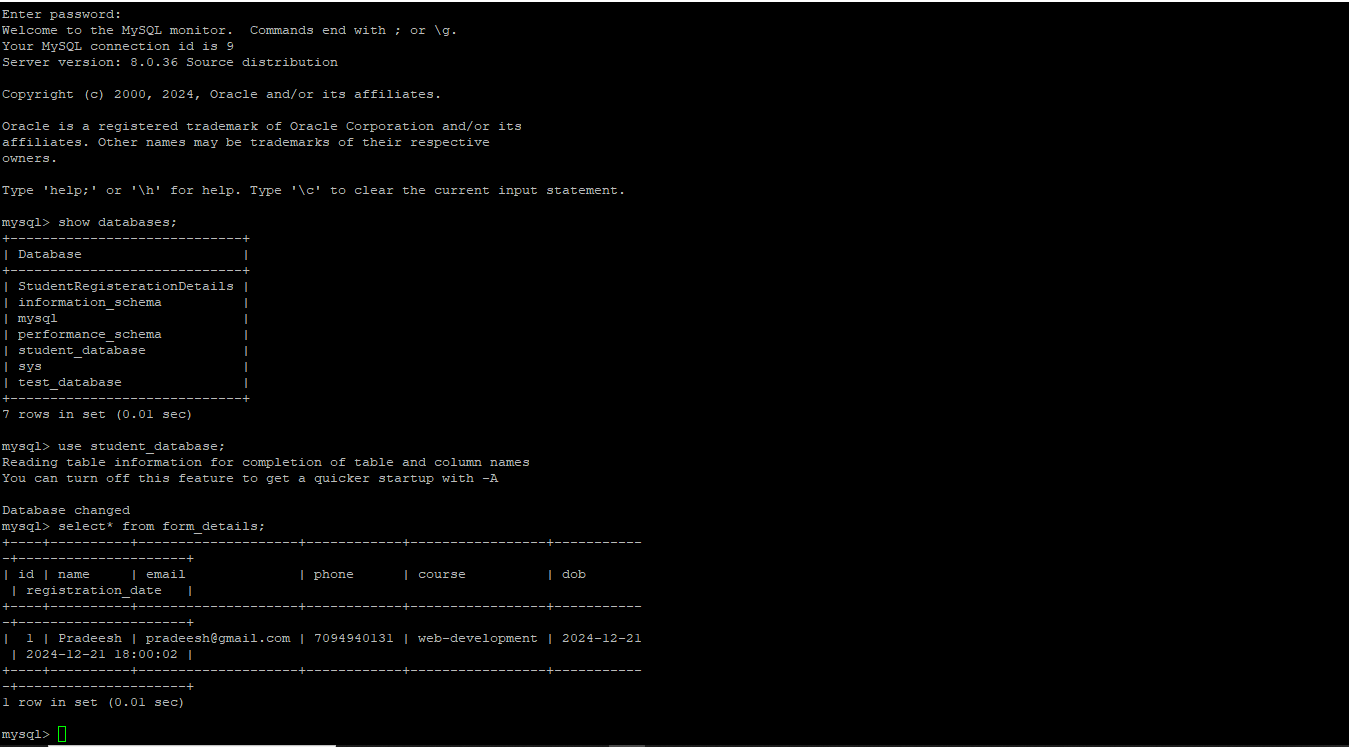 Enter password:
Welcome to the MySQL monitor.  Commands end with ; or \g.
Your MySQL connection id is 9
Server version: 8.0.36 Source distribution
Copyright (c) 2000, 2024, Oracle and/or its affiliates.
Oracle is a registered trademark of Oracle Corporation and/or its
affiliates. Other names may be trademarks of their respective
owners.
Type 'help;' or '\h' for help. Type '\c' to clear the current input statement.
mysql> show databases;
+-----------------------------+
| Database                    |
+-----------------------------+
| StudentRegisterationDetails |
| information_schema          |
| mysql                       |
| performance_schema          |
| student_database            |
| sys                         |
| test_database               |
+-----------------------------+
7 rows in set (0.01 sec)
mysql> use student_database;
Reading table information for completion of table and column names
You can turn off this feature to get a quicker startup with -A
Database changed
mysql> select* from form_details;
+----+----------+--------------------+------------+-----------------+-----------
-+---------------------+
| id | name     | email              | phone      | course          | dob
 | registration_date   |
+----+----------+--------------------+------------+-----------------+-----------
-+---------------------+
|  1 | Pradeesh | pradeesh@gmail.com | 7094940131 | web-development | 2024-12-21
 | 2024-12-21 18:00:02 |
+----+----------+--------------------+------------+-----------------+-----------
-+---------------------+
1 row in set (0.01 sec)
mysql>